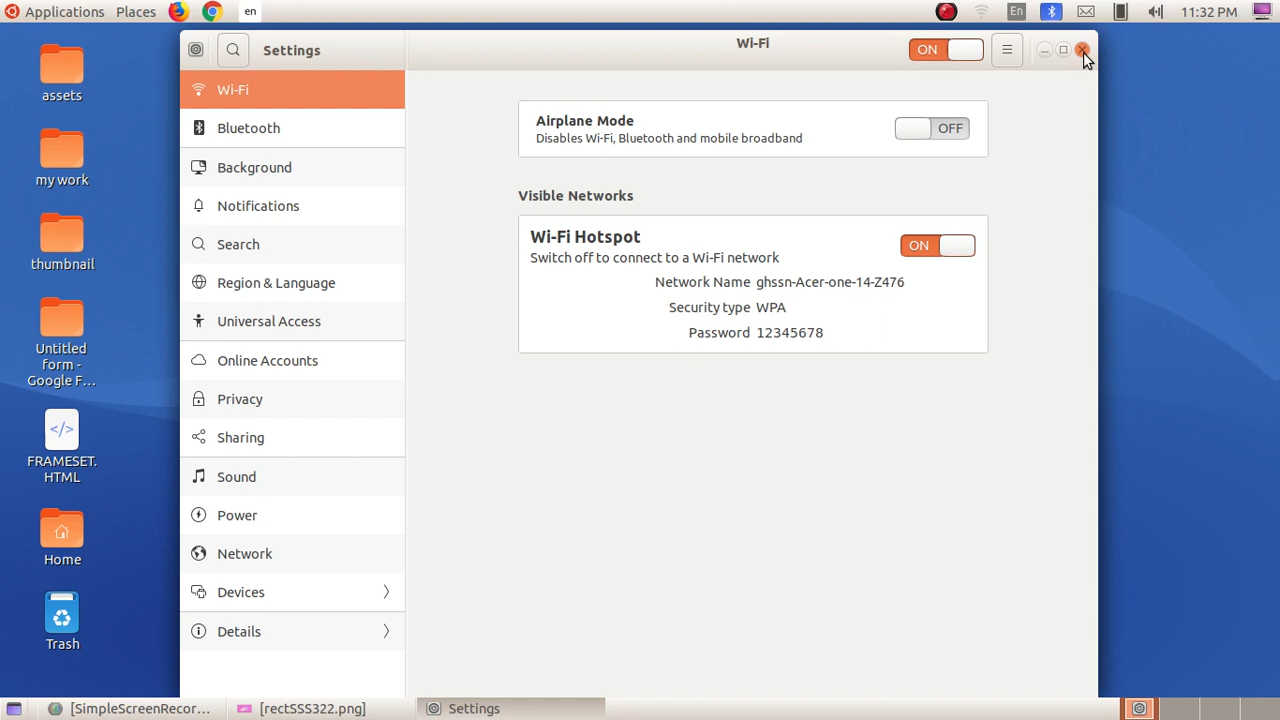 Applications Places en En 11:32 PM
Settings
Wi-Fi
ON
Wi-Fi
Bluetooth
Background
Notifications
Search
Region & Language
Universal Access
Online Accounts
Privacy
Sharing
Sound
Power
Network
Devices
Details
Airplane Mode
Disables Wi-Fi, Bluetooth and mobile broadband
OFF
Visible Networks
Wi-Fi Hotspot
Switch off to connect to a Wi-Fi network
ON
Network Name ghssn-Acer-one-14-Z476
Security type WPA
Password 12345678
assets
my work
thumbnail
Untitled
form -
Google F...
</>
FRAMESET.
HTML
Home
Trash
[SimpleScreenRecor... [rectSSS322.png] Settings